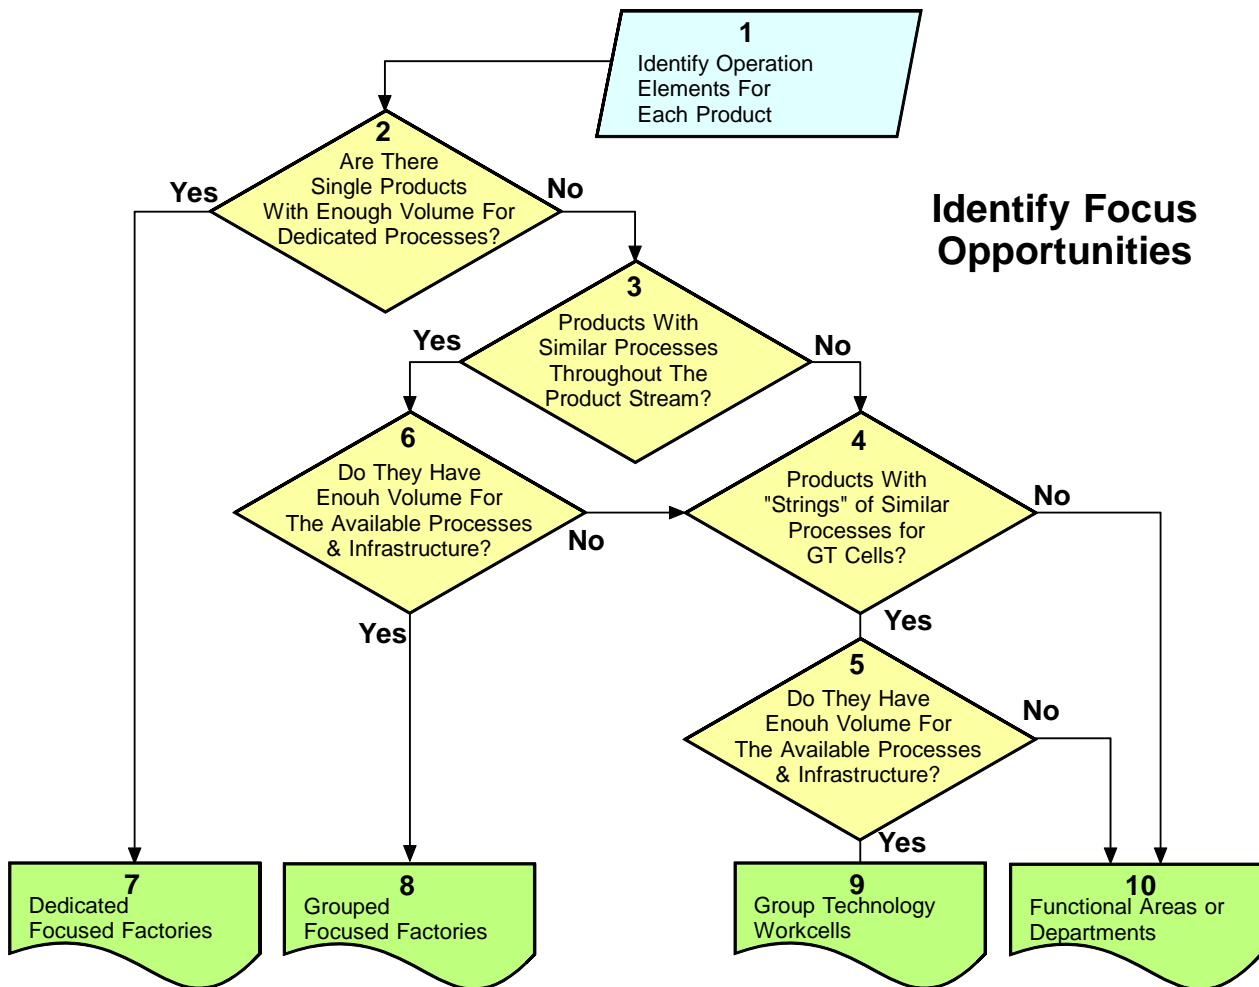 1
Identify Operation
Elements For
Each Product
2
Are There
Single Products
With Enough Volume For
Dedicated Processes?
Yes
No
Identify Focus
Opportunities
3
Products With
Similar Processes
Throughout The
Product Stream?
Yes
No
6
Do They Have
Enouh Volume For
The Available Processes
& Infrastructure?
No
Yes
4
Products With
"Strings" of Similar
Processes for
GT Cells?
No
Yes
5
Do They Have
Enouh Volume For
The Available Processes
& Infrastructure?
No
Yes
7
Dedicated
Focused Factories
8
Grouped
Focused Factories
9
Group Technology
Workcells
10
Functional Areas or
Departments